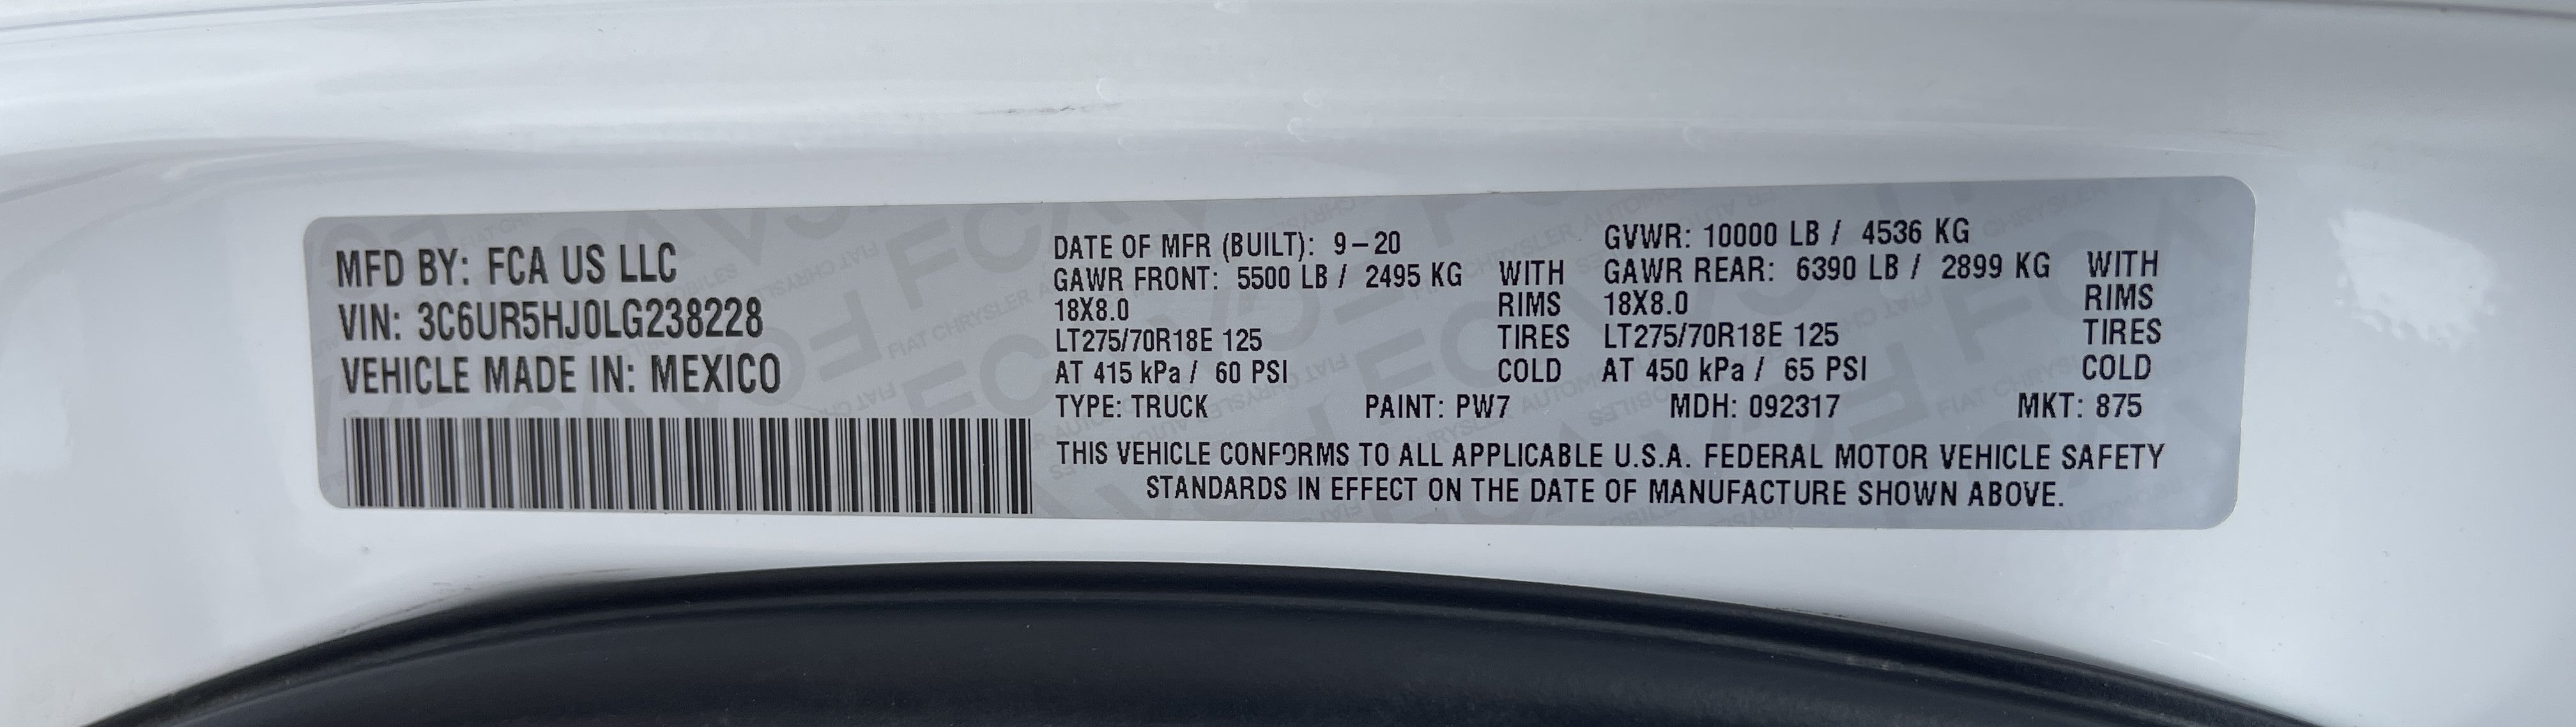 MFD BY: FCA US LLC
VIN: 3C6UR5HJ0LG238228
VEHICLE MADE IN: MEXICO
DATE OF MFR (BUILT): 9-20 GVWR: 10000 LB / 4536 KG
GAWR FRONT: 5500 LB / 2495 KG WITH GAWR REAR: 6390 LB / 2899 KG WITH
18X8.0 RIMS 18X8.0 RIMS
LT275/70R18E 125 TIRES LT275/70R18E 125 TIRES
AT 415 kPa / 60 PSI COLD AT 450 kPa / 65 PSI COLD
TYPE: TRUCK PAINT: PW7 MDH: 092317 MKT: 875
THIS VEHICLE CONFORMS TO ALL APPLICABLE U.S.A. FEDERAL MOTOR VEHICLE SAFETY
STANDARDS IN EFFECT ON THE DATE OF MANUFACTURE SHOWN ABOVE.